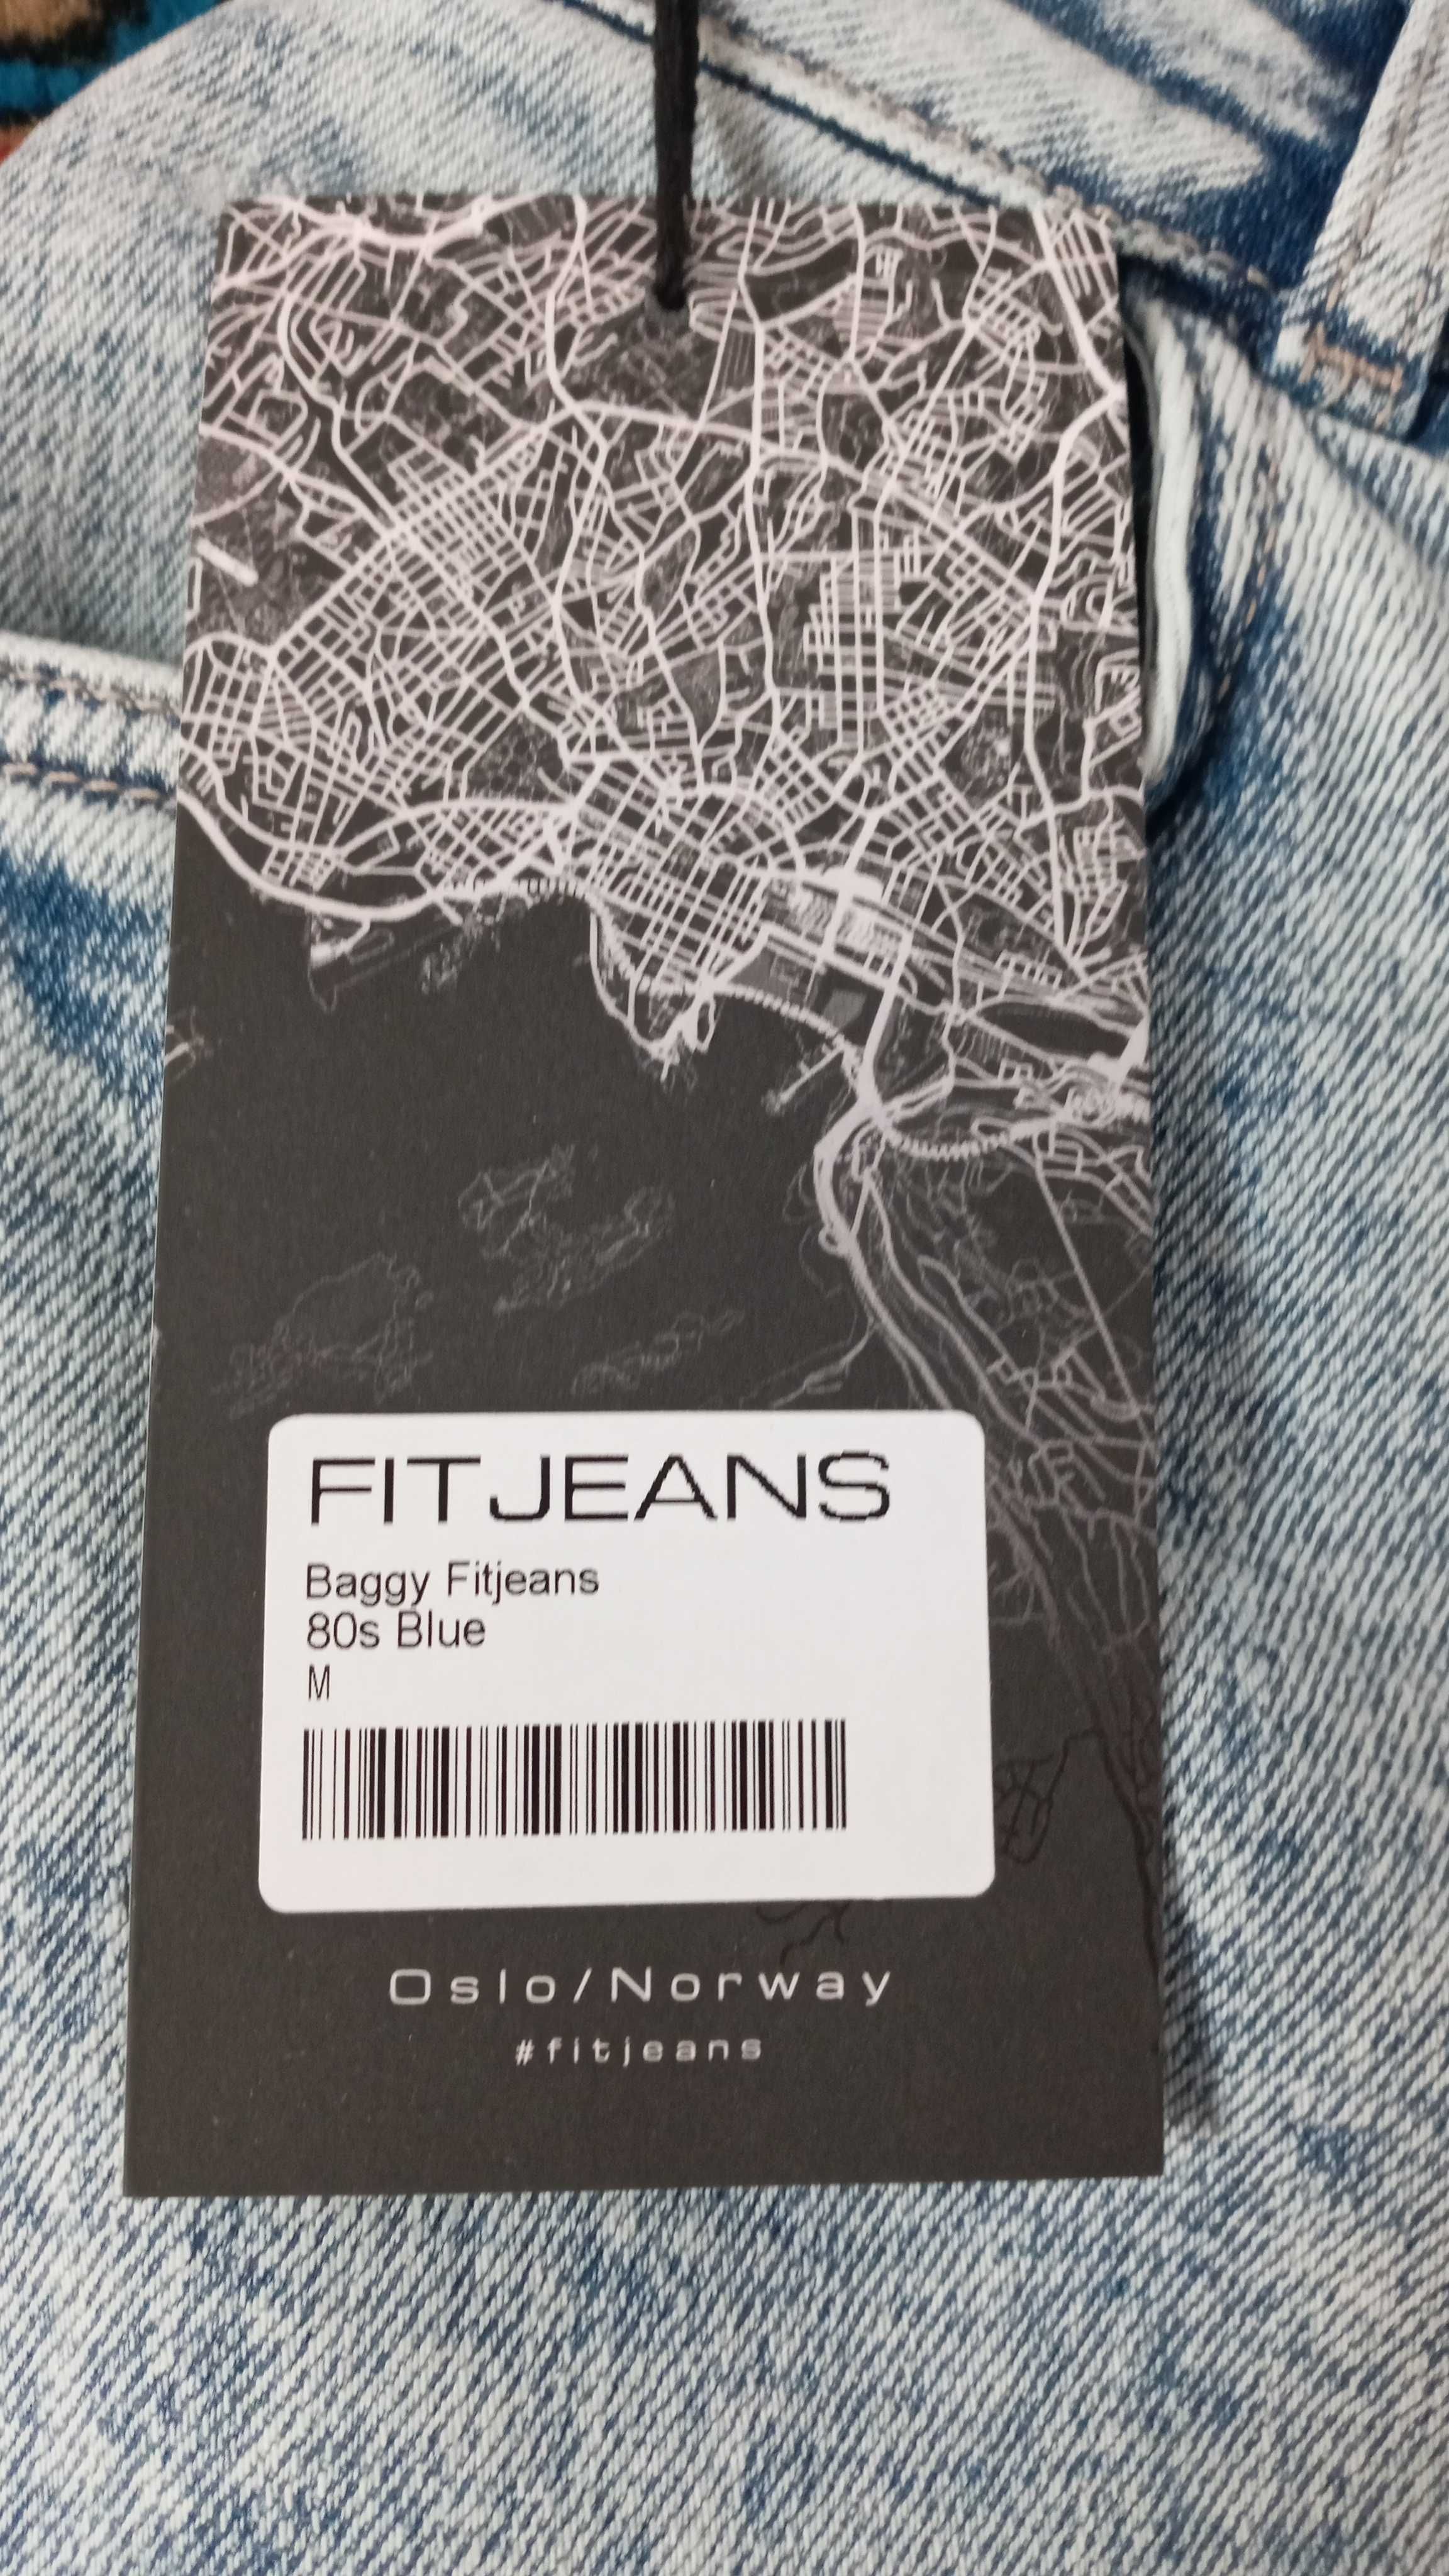 FITJEANS
Baggy Fitjeans
80s Blue
M
Oslo/Norway
#fitjeans